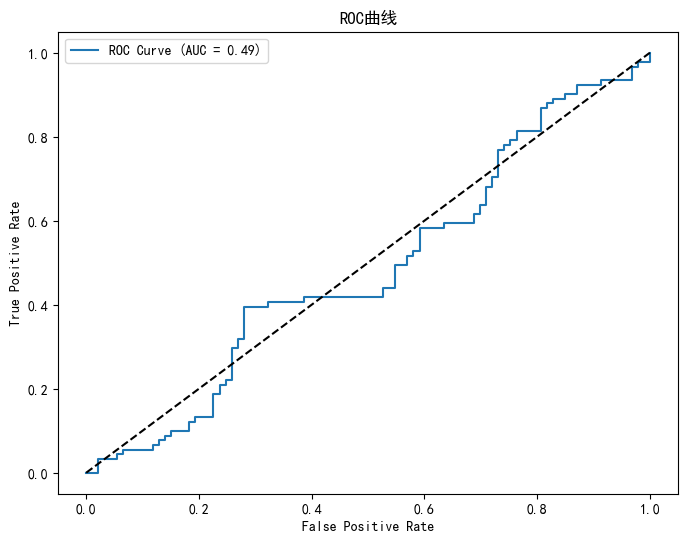 ROC曲线
ROC Curve (AUC = 0.49)
1.0
0.8
0.6
0.4
0.2
0.0
True Positive Rate
0.0 0.2 0.4 0.6 0.8 1.0
False Positive Rate